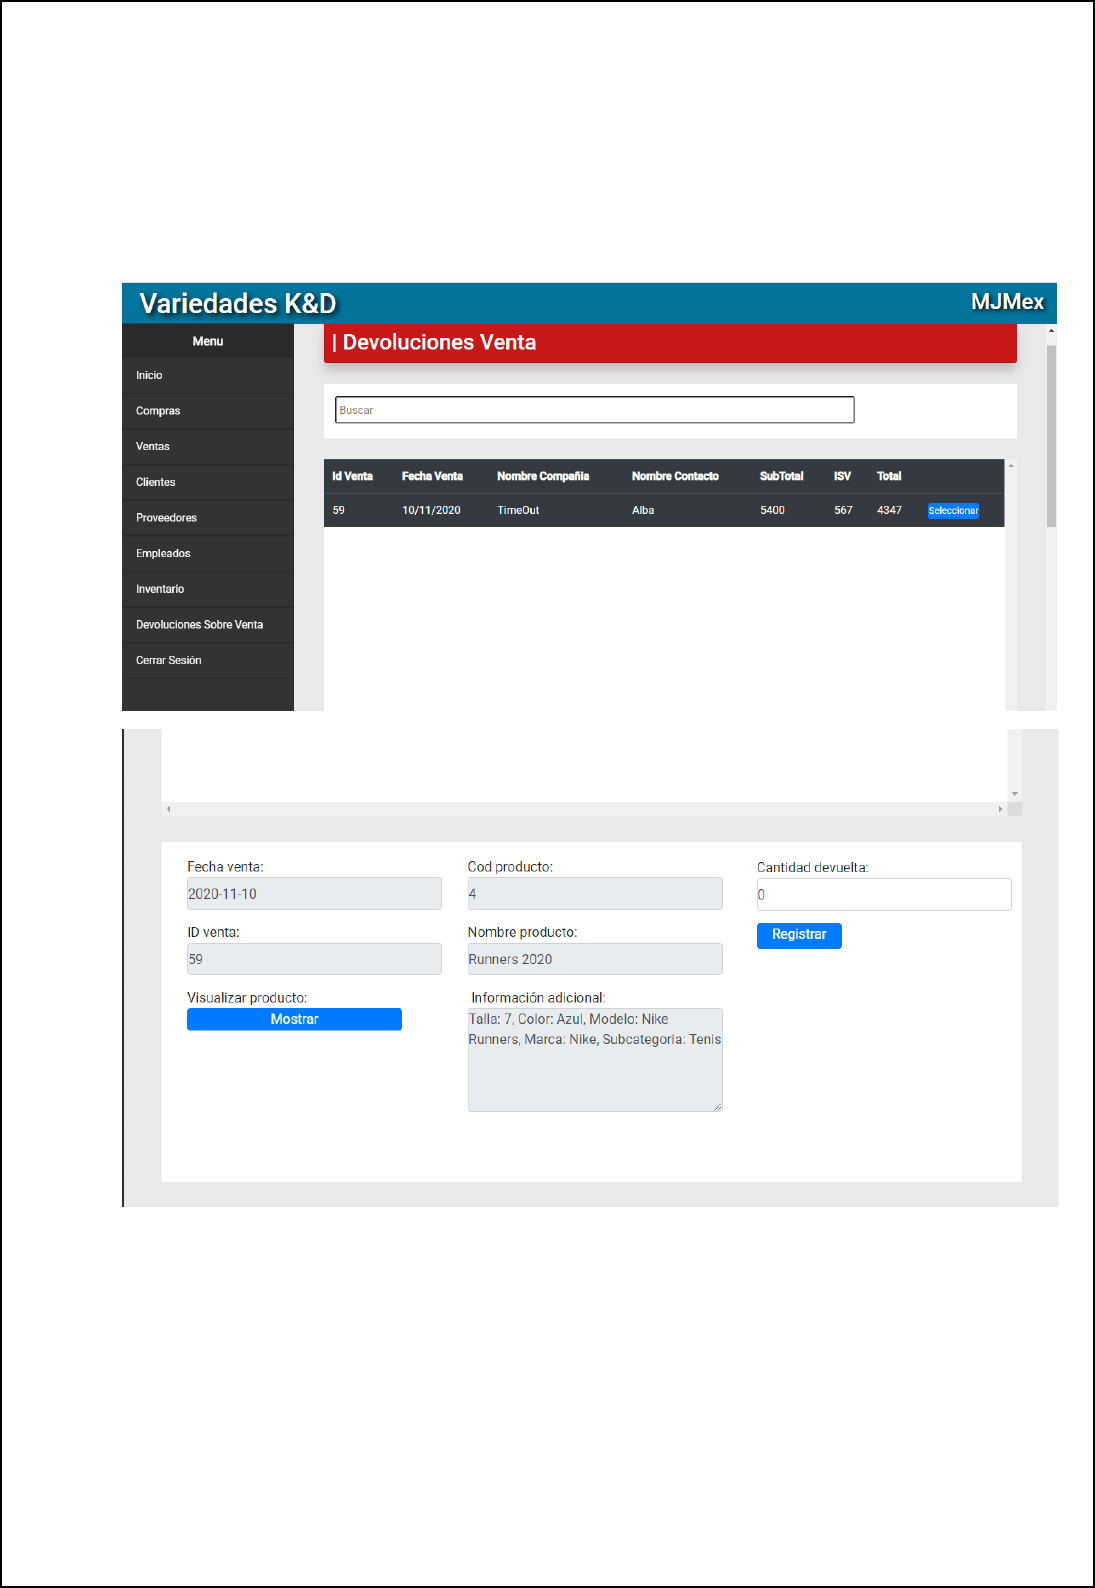 Variedades K&D
MJMex
Menu
Inicio
Compras
Ventas
Clientes
Proveedores
Empleados
Inventario
Devoluciones Sobre Venta
Cerrar Sesión
| Devoluciones Venta
Buscar
Id Venta Fecha Venta Nombre Compañia Nombre Contacto SubTotal ISV Total
59 10/11/2020 TimeOut Alba 5400 567 4347 Seleccionar
Fecha venta:
2020-11-10
ID venta:
59
Visualizar producto:
Mostrar
Cod producto:
4
Nombre producto:
Runners 2020
Información adicional:
Talla: 7, Color: Azul, Modelo: Nike
Runners, Marca: Nike, Subcategoria: Tenis
Cantidad devuelta:
0
Registrar